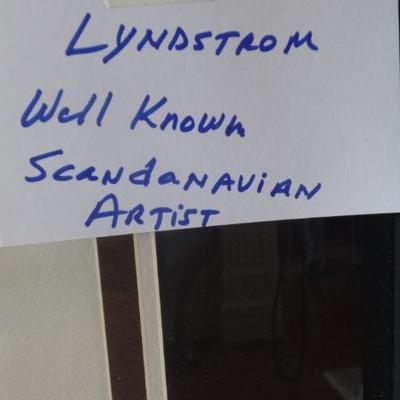 LYNDSTROM
Well Known
Scandanavian
Artist